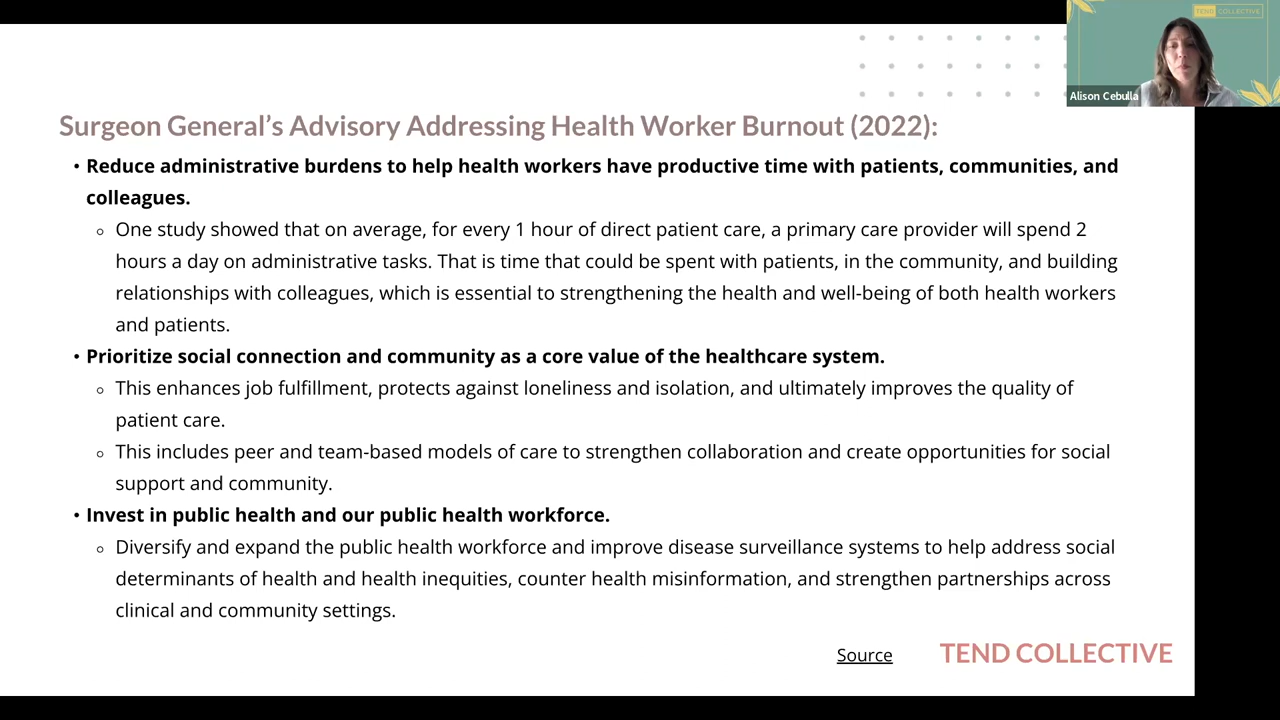 TEND COLLECTIVE
Alison Cebulla
Surgeon General's Advisory Addressing Health Worker Burnout (2022):
• Reduce administrative burdens to help health workers have productive time with patients, communities, and
colleagues.
○ One study showed that on average, for every 1 hour of direct patient care, a primary care provider will spend 2
hours a day on administrative tasks. That is time that could be spent with patients, in the community, and building
relationships with colleagues, which is essential to strengthening the health and well-being of both health workers
and patients.
• Prioritize social connection and community as a core value of the healthcare system.
○ This enhances job fulfillment, protects against loneliness and isolation, and ultimately improves the quality of
patient care.
○ This includes peer and team-based models of care to strengthen collaboration and create opportunities for social
support and community.
• Invest in public health and our public health workforce.
○ Diversify and expand the public health workforce and improve disease surveillance systems to help address social
determinants of health and health inequities, counter health misinformation, and strengthen partnerships across
clinical and community settings.
Source
TEND COLLECTIVE